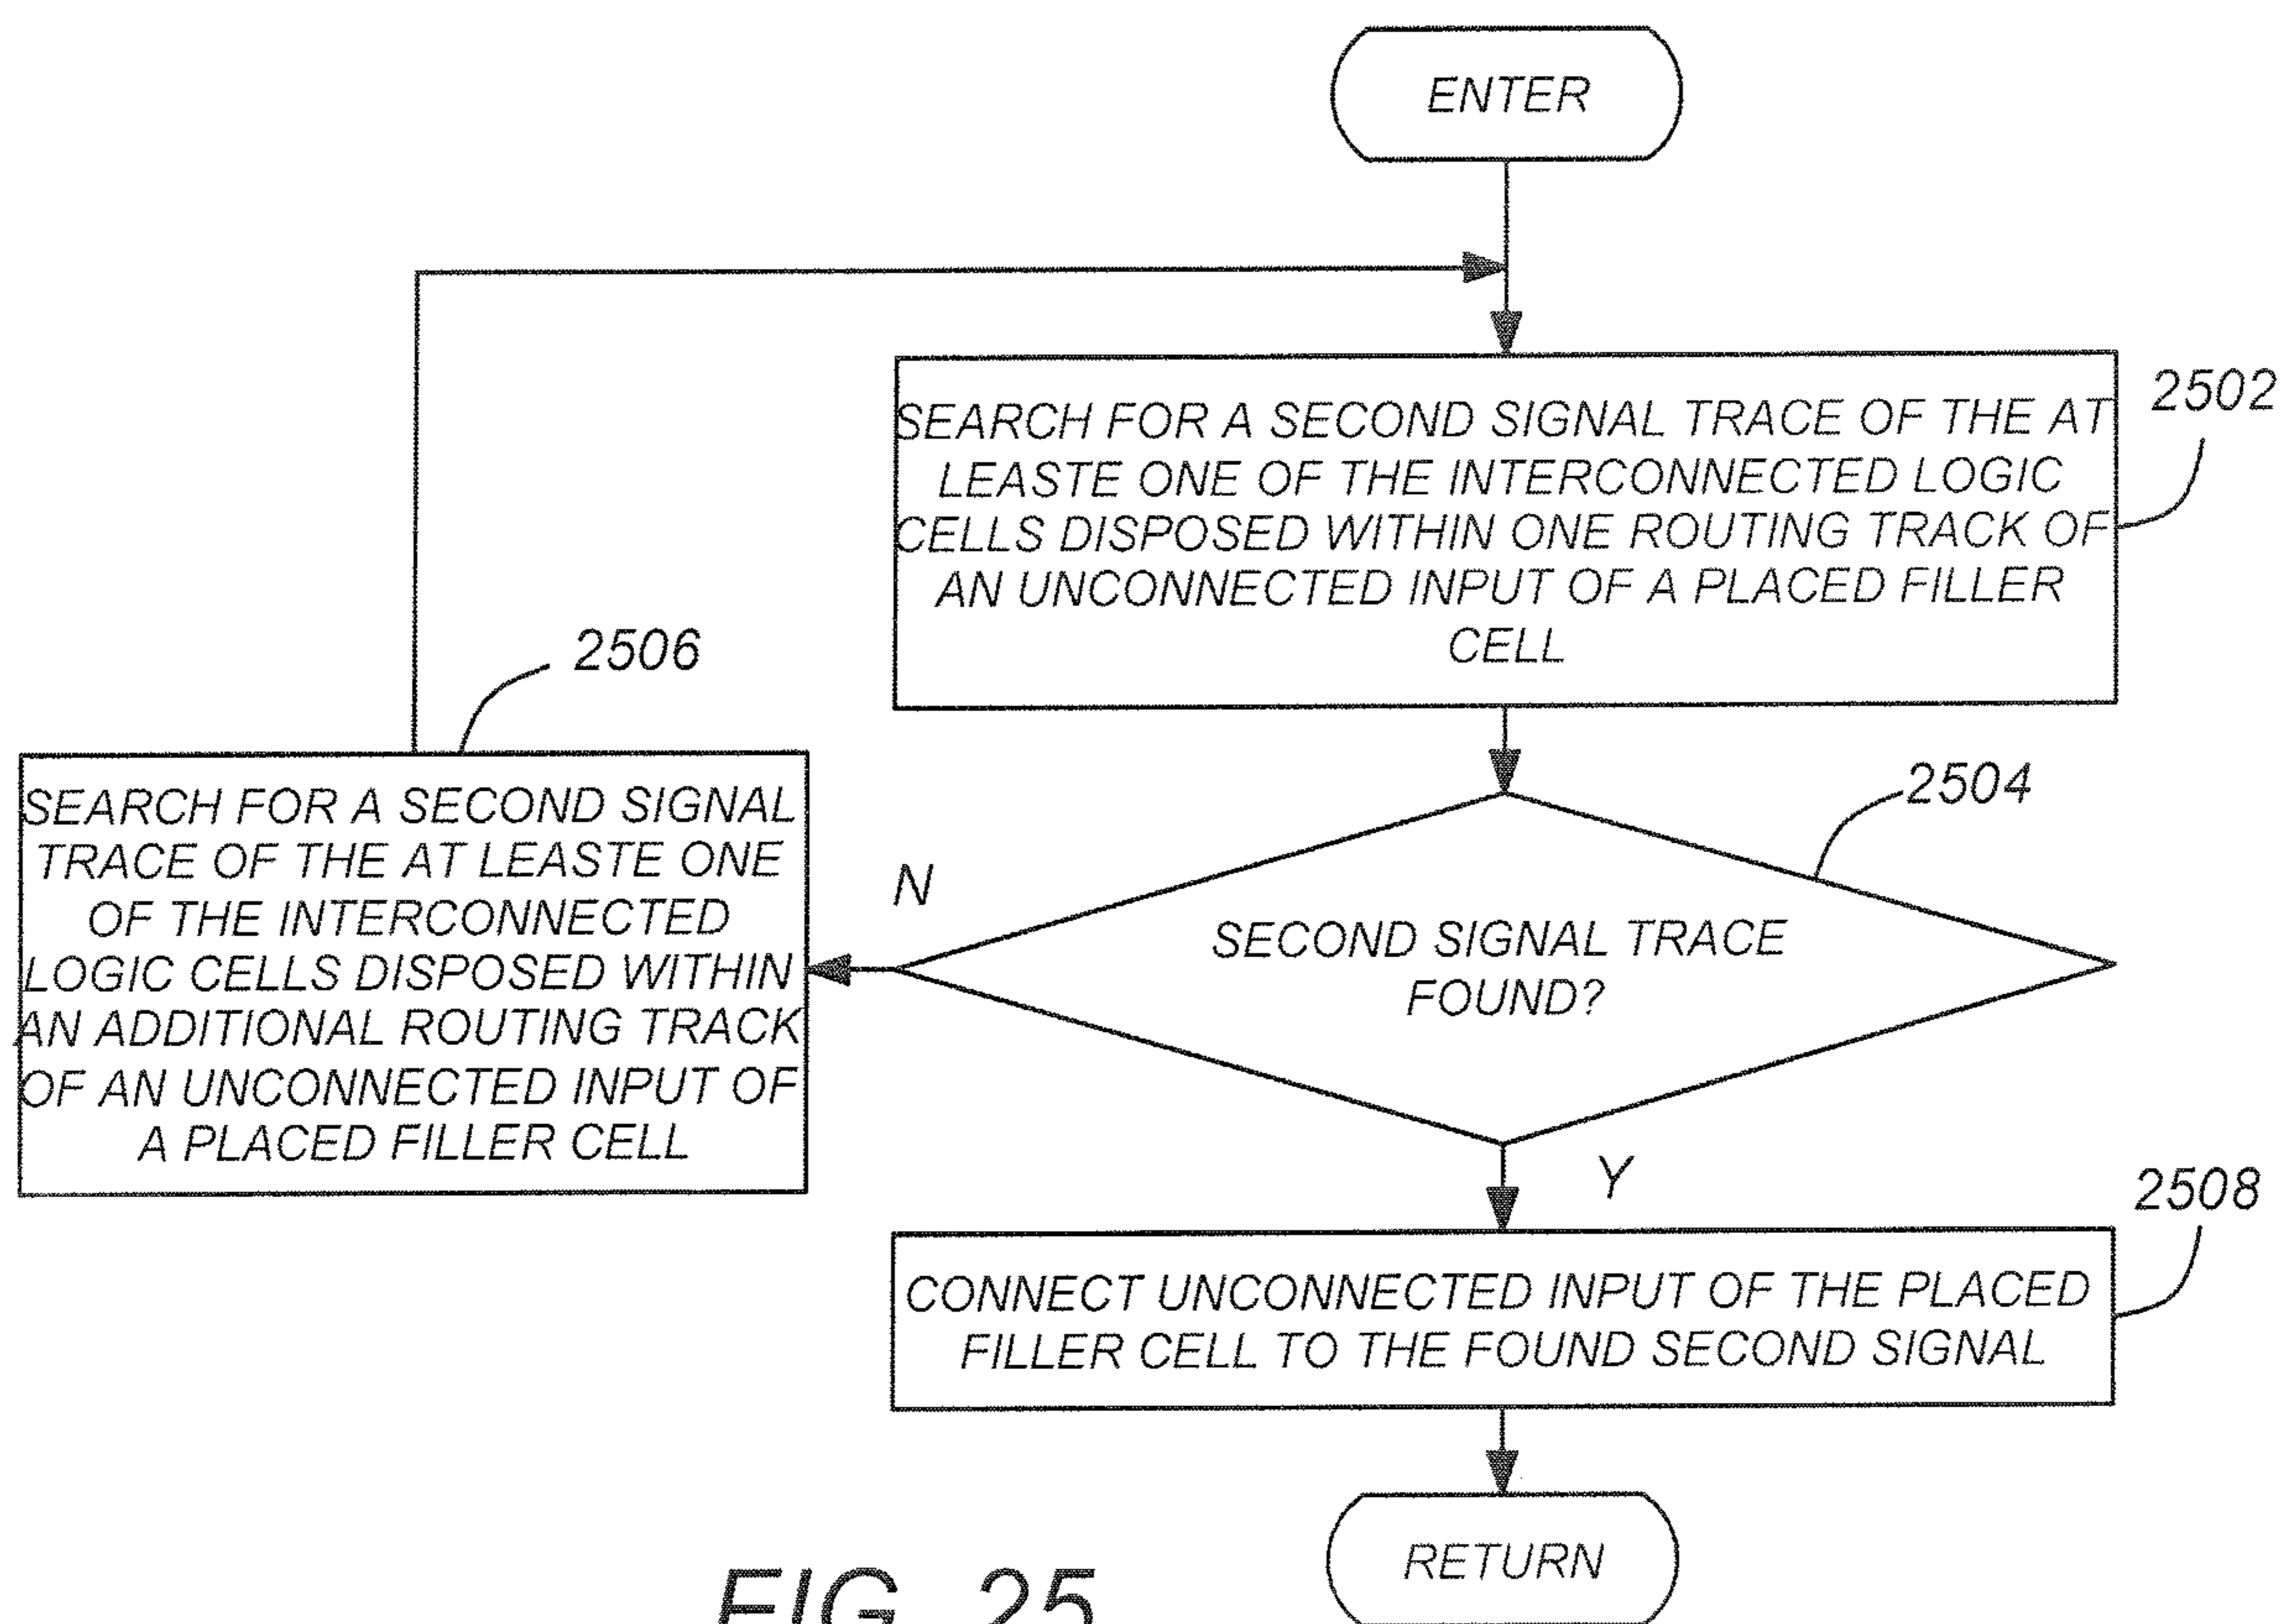 ENTER
SEARCH FOR A SECOND SIGNAL TRACE OF THE AT
LEASTE ONE OF THE INTERCONNECTED LOGIC
CELLS DISPOSED WITHIN ONE ROUTING TRACK OF
AN UNCONNECTED INPUT OF A PLACED FILLER
CELL
2502
2506
SEARCH FOR A SECOND SIGNAL
TRACE OF THE AT LEASTE ONE
OF THE INTERCONNECTED
LOGIC CELLS DISPOSED WITHIN
AN ADDITIONAL ROUTING TRACK
OF AN UNCONNECTED INPUT OF
A PLACED FILLER CELL
2504
N
SECOND SIGNAL TRACE
FOUND?
Y
2508
CONNECT UNCONNECTED INPUT OF THE PLACED
FILLER CELL TO THE FOUND SECOND SIGNAL
RETURN
FIG. 25